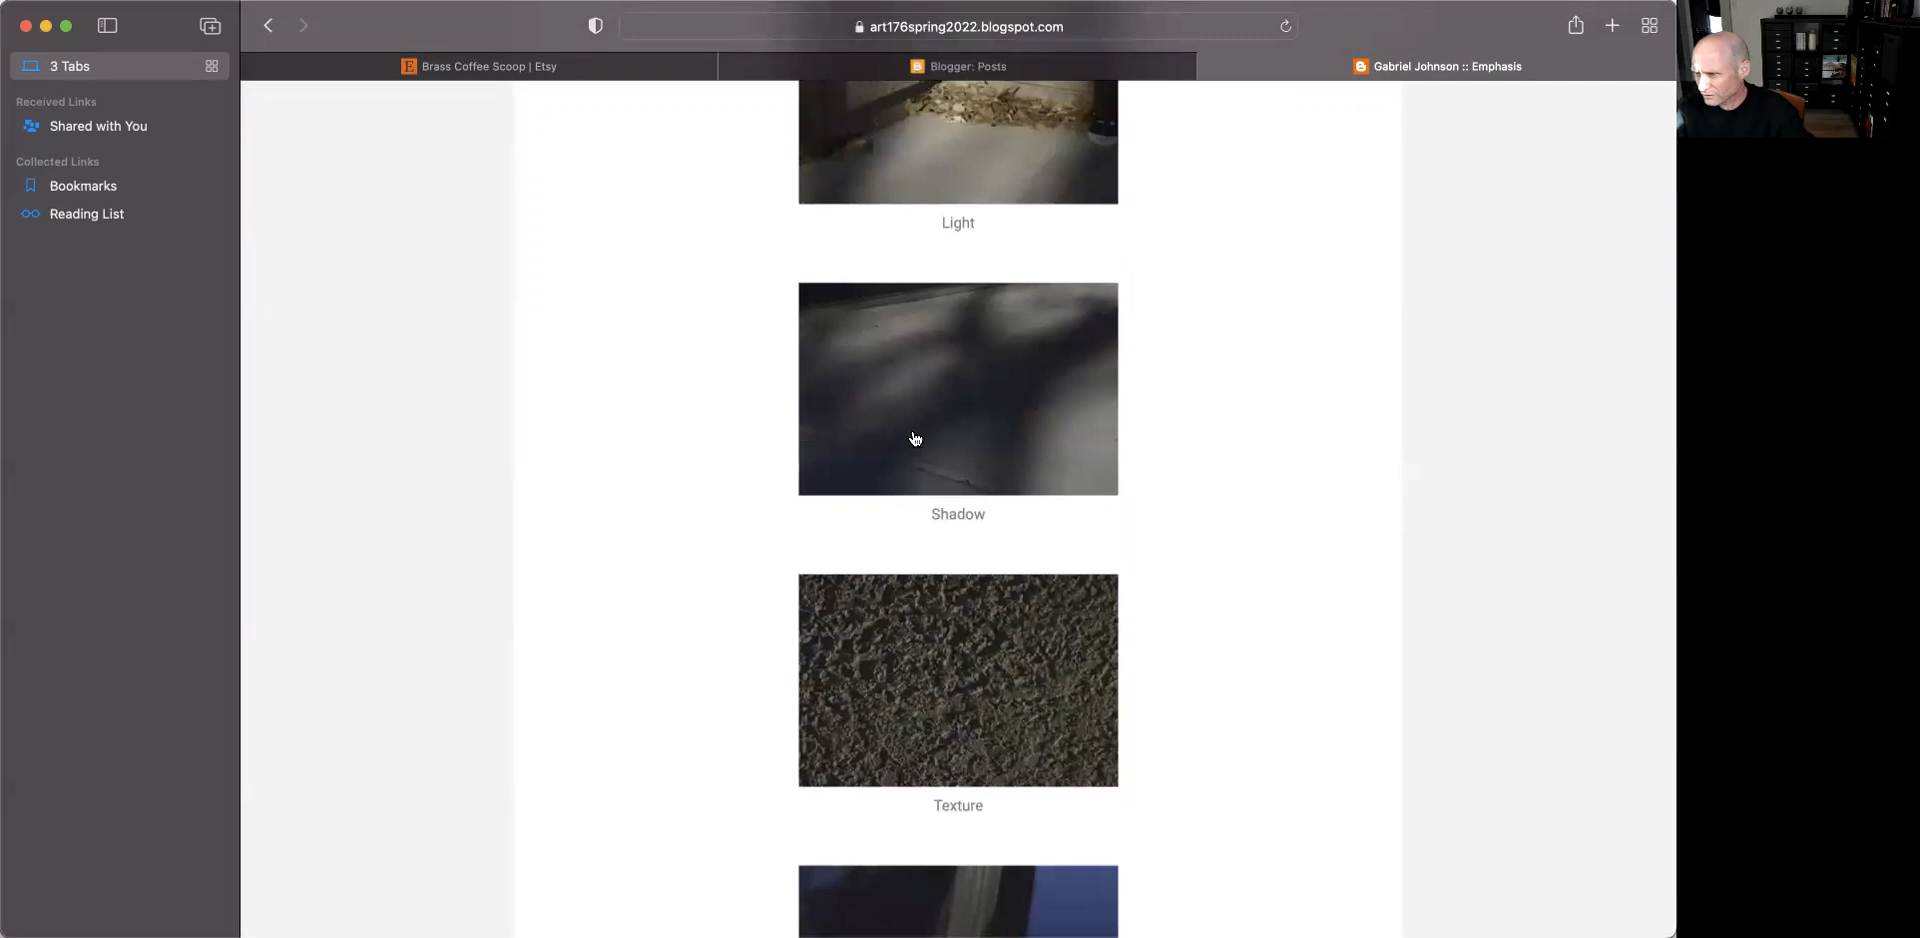 art176spring2022.blogspot.com
3 Tabs
Brass Coffee Scoop | Etsy
Blogger: Posts
Gabriel Johnson :: Emphasis
Received Links
Shared with You
Collected Links
Bookmarks
Reading List
Light
Shadow
Texture